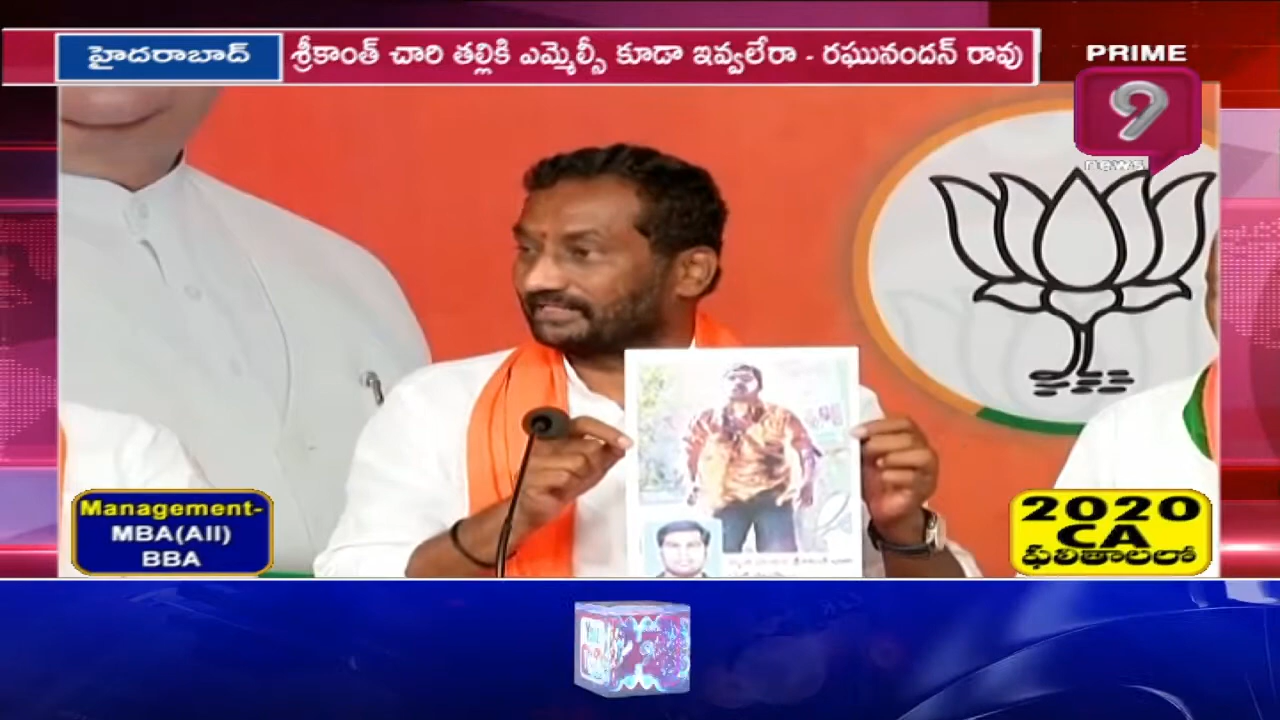 హైదరాబాద్
శ్రీకాంత్ చారి తల్లికి ఎమ్మెల్సీ కూడా ఇవ్వలేరా - రఘునందన్ రావు
PRIME
9
news
Management-
MBA(All)
BBA
2020
CA
ఫలితాలలో